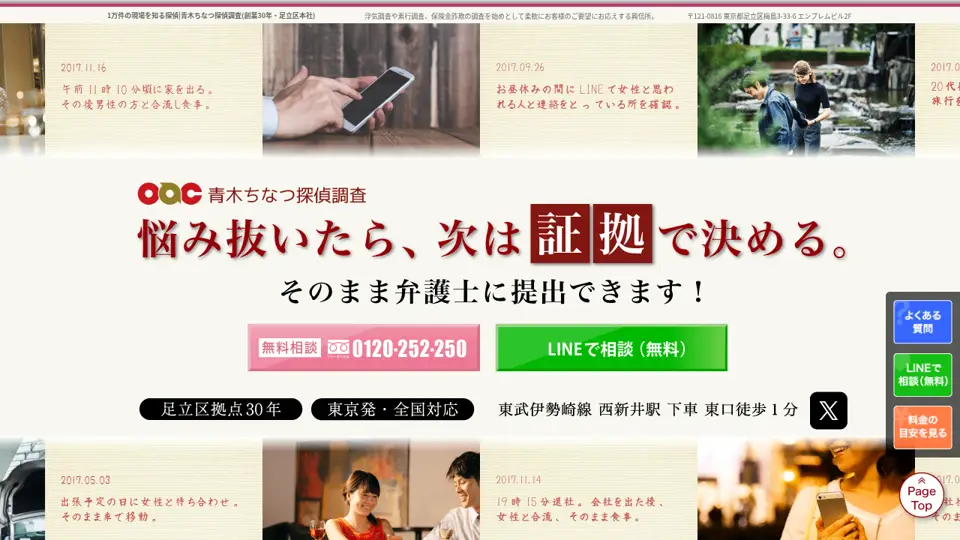 1万件の現場を知る探偵|青木ちなつ探偵調査(創業30年・足立区本社)
浮気調査や素行調査、保険金詐欺の調査を始めとして柔軟にお客様のご要望にお応えする興信所。
〒121-0816 東京都足立区梅島3-33-6 エンブレムビル2F
2017.11.16
午前11時10分頃に家を出る。
その後男性の方と合流し食事。
2017.09.26
お昼休みの間にLINEで女性と思わ
れる人と連絡をとっている所を確認。
2017.0
20代
旅行を
oac 青木ちなつ探偵調査
悩み抜いたら、次は証拠で決める。
そのまま弁護士に提出できます！
無料相談 0120-252-250
LINEで相談（無料）
足立区拠点30年
東京発・全国対応
東武伊勢崎線 西新井駅 下車 東口徒歩1分
よくある
質問
LINEで
相談(無料)
料金の
目安を見る
2017.05.03
出張予定の日に女性と待ち合わせ。
そのまま車で移動。
2017.11.14
19時15分退社。会社を出た後、
女性と合流、そのまま食事。
Page
Top